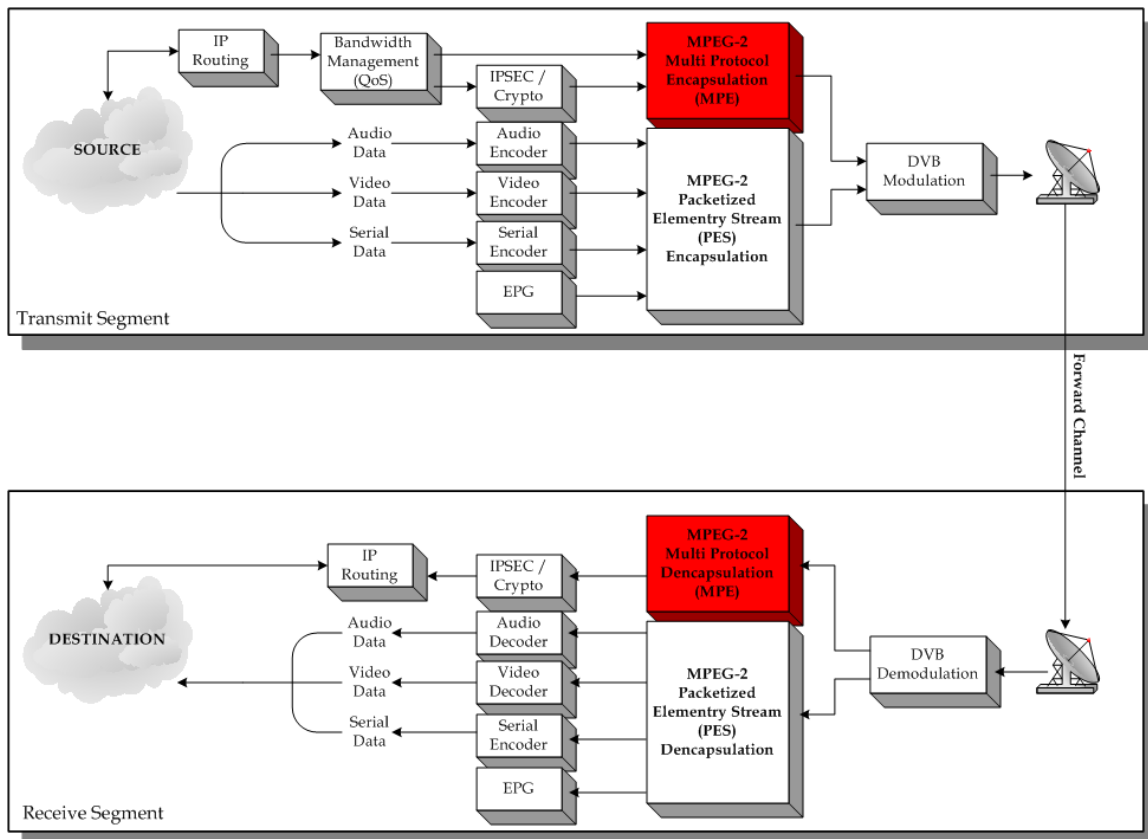 IP
Routing
Bandwidth
Management
(QoS)
IPSEC /
Crypto
MPEG-2
Multi Protocol
Encapsulation
(MPE)
SOURCE
Audio
Data
Audio
Encoder
Video
Data
Video
Encoder
Serial
Data
Serial
Encoder
EPG
MPEG-2
Packetized
Elementry Stream
(PES)
Encapsulation
DVB
Modulation
Transmit Segment
Forward Channel
IP
Routing
IPSEC /
Crypto
MPEG-2
Multi Protocol
Dencapsulation
(MPE)
DESTINATION
Audio
Data
Audio
Decoder
Video
Data
Video
Decoder
Serial
Data
Serial
Encoder
EPG
MPEG-2
Packetized
Elementry Stream
(PES)
Dencapsulation
DVB
Demodulation
Receive Segment